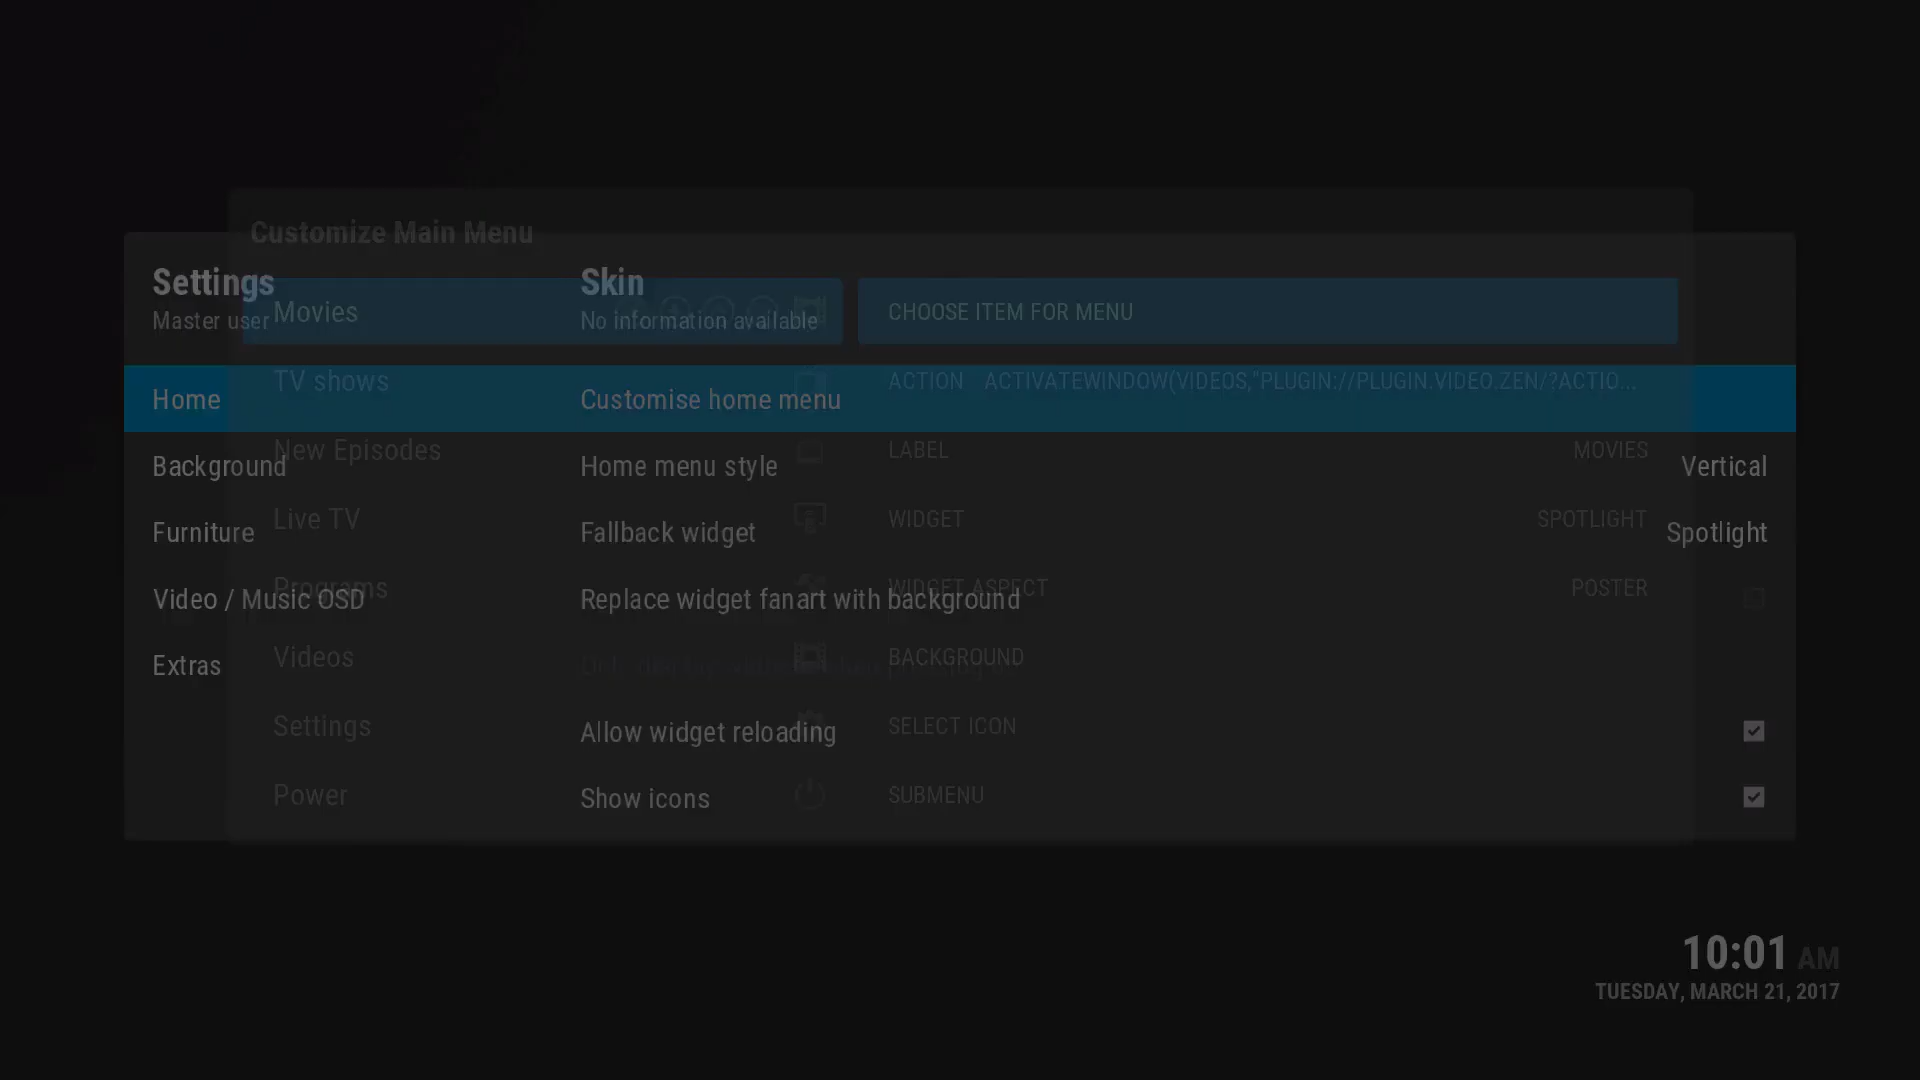 Customize Main Menu
Settings
Master user
Skin
No information available
Movies
CHOOSE ITEM FOR MENU
TV shows
ACTION ACTIVATEWINDOW(VIDEOS,"PLUGIN://PLUGIN.VIDEO.ZEN/?ACTIO...
Home
Customise home menu
New Episodes
LABEL
MOVIES
Background
Home menu style
Vertical
Live TV
WIDGET
SPOTLIGHT
Furniture
Fallback widget
Spotlight
Programs
WIDGET ASPECT
POSTER
Video / Music OSD
Replace widget fanart with background
Videos
BACKGROUND
Extras
Settings
SELECT ICON
Allow widget reloading
Power
SUBMENU
Show icons
10:01 AM
TUESDAY, MARCH 21, 2017